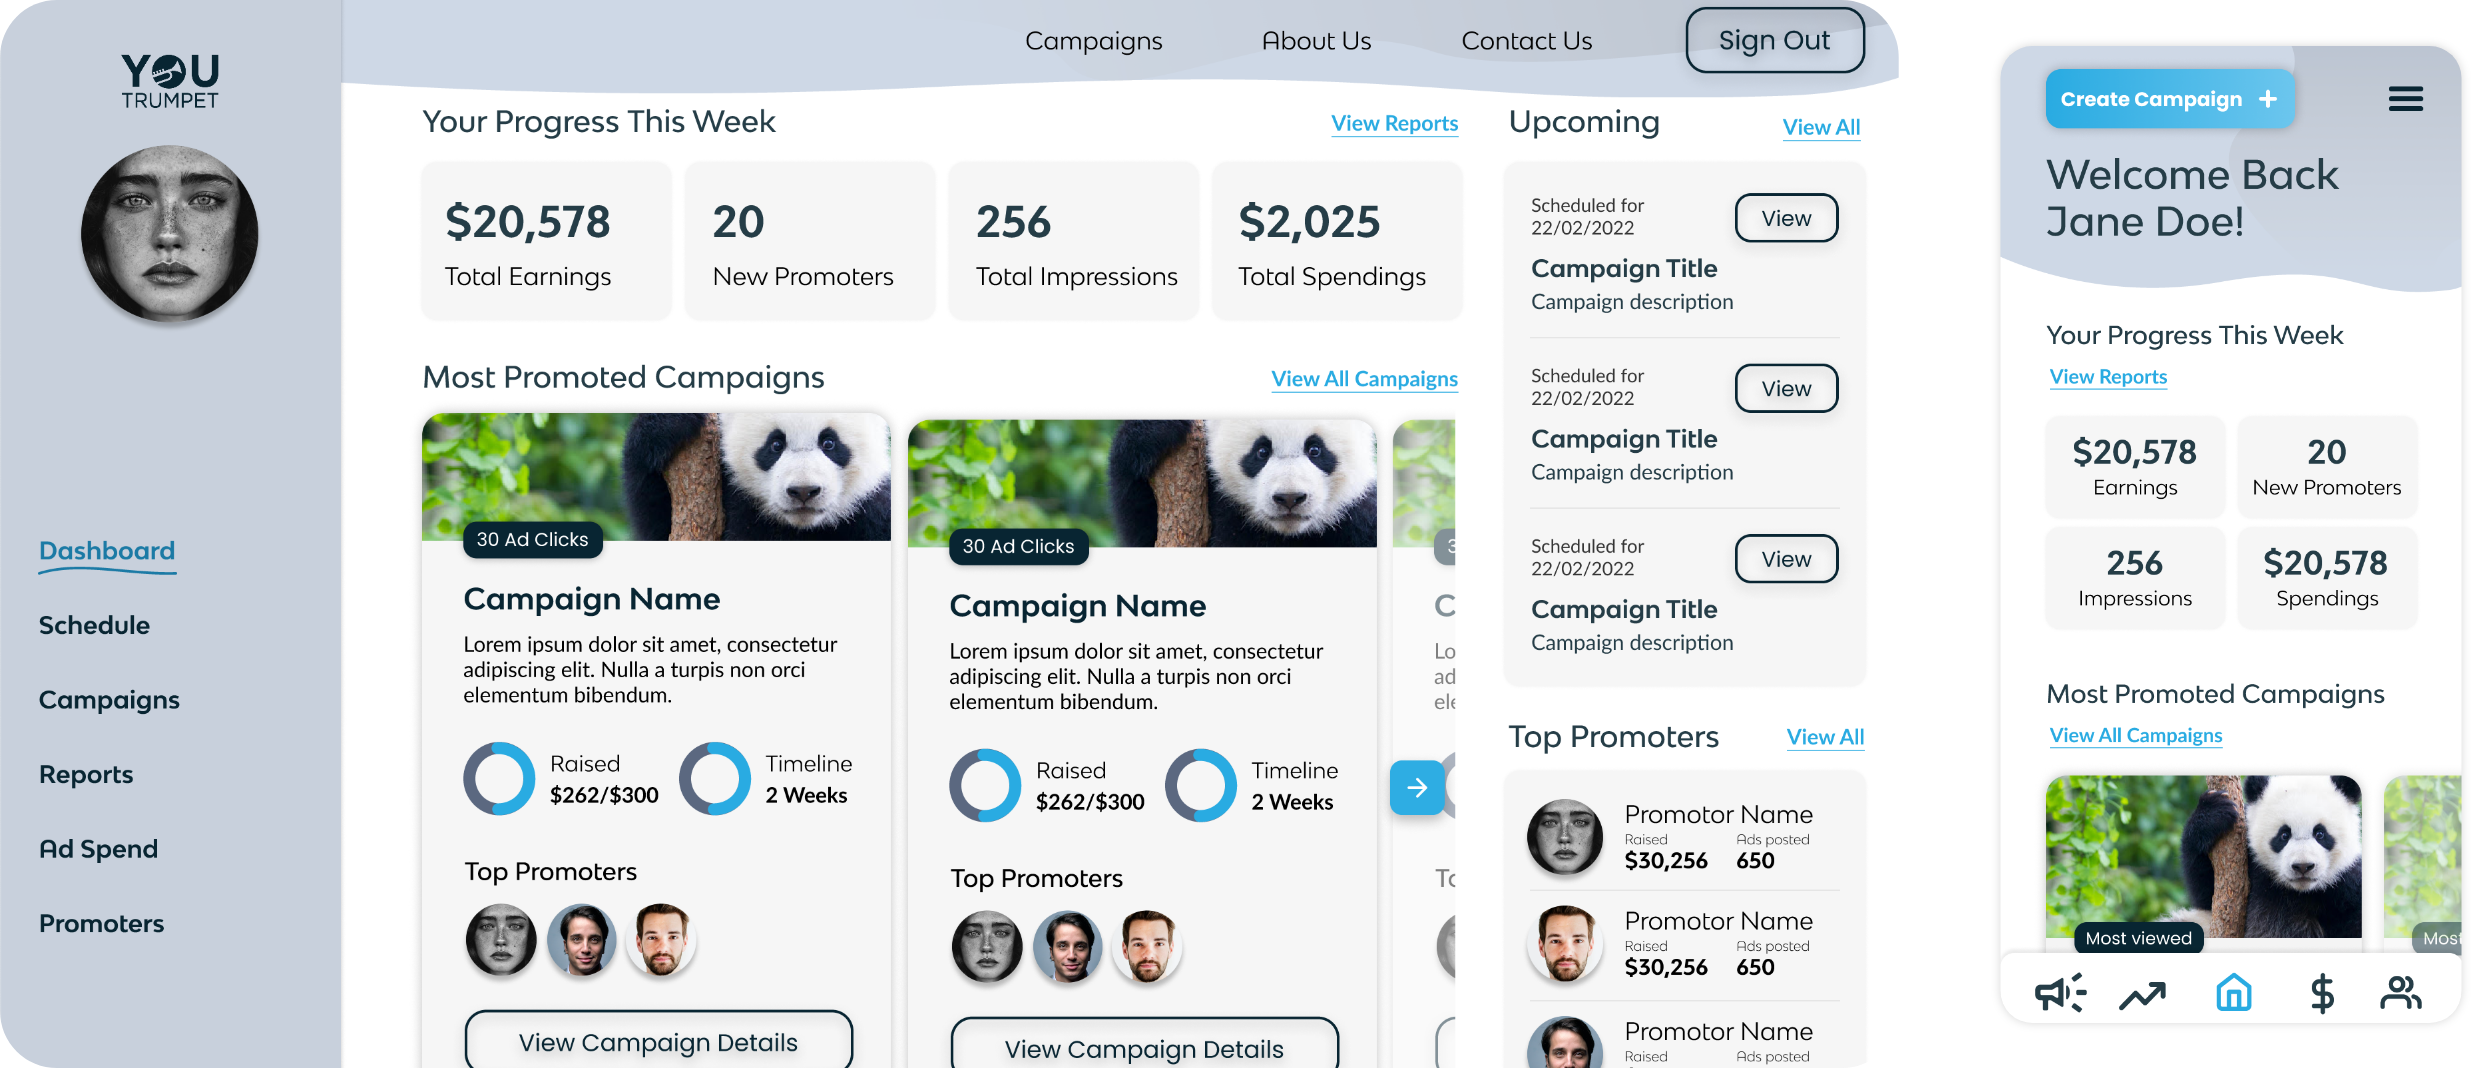 YOU
TRUMPET
Dashboard
Schedule
Campaigns
Reports
Ad Spend
Promoters
Campaigns
About Us
Contact Us
Sign Out
Your Progress This Week
View Reports
$20,578
Total Earnings
20
New Promoters
256
Total Impressions
$2,025
Total Spendings
Most Promoted Campaigns
View All Campaigns
30 Ad Clicks
Campaign Name
Lorem ipsum dolor sit amet, consectetur
adipiscing elit. Nulla a turpis non orci
elementum bibendum.
Raised
$262/$300
Timeline
2 Weeks
Top Promoters
View Campaign Details
30 Ad Clicks
Campaign Name
Lorem ipsum dolor sit amet, consectetur
adipiscing elit. Nulla a turpis non orci
elementum bibendum.
Raised
$262/$300
Timeline
2 Weeks
Top Promoters
View Campaign Details
3
C
Lo
ad
ele
To
Upcoming
View All
Scheduled for
22/02/2022
View
Campaign Title
Campaign description
Scheduled for
22/02/2022
View
Campaign Title
Campaign description
Scheduled for
22/02/2022
View
Campaign Title
Campaign description
Top Promoters
View All
Promotor Name
Raised
$30,256
Ads posted
650
Promotor Name
Raised
$30,256
Ads posted
650
Promotor Name
Raised
Ads posted
Create Campaign +
Welcome Back
Jane Doe!
Your Progress This Week
View Reports
$20,578
Earnings
20
New Promoters
256
Impressions
$20,578
Spendings
Most Promoted Campaigns
View All Campaigns
Most viewed
Most